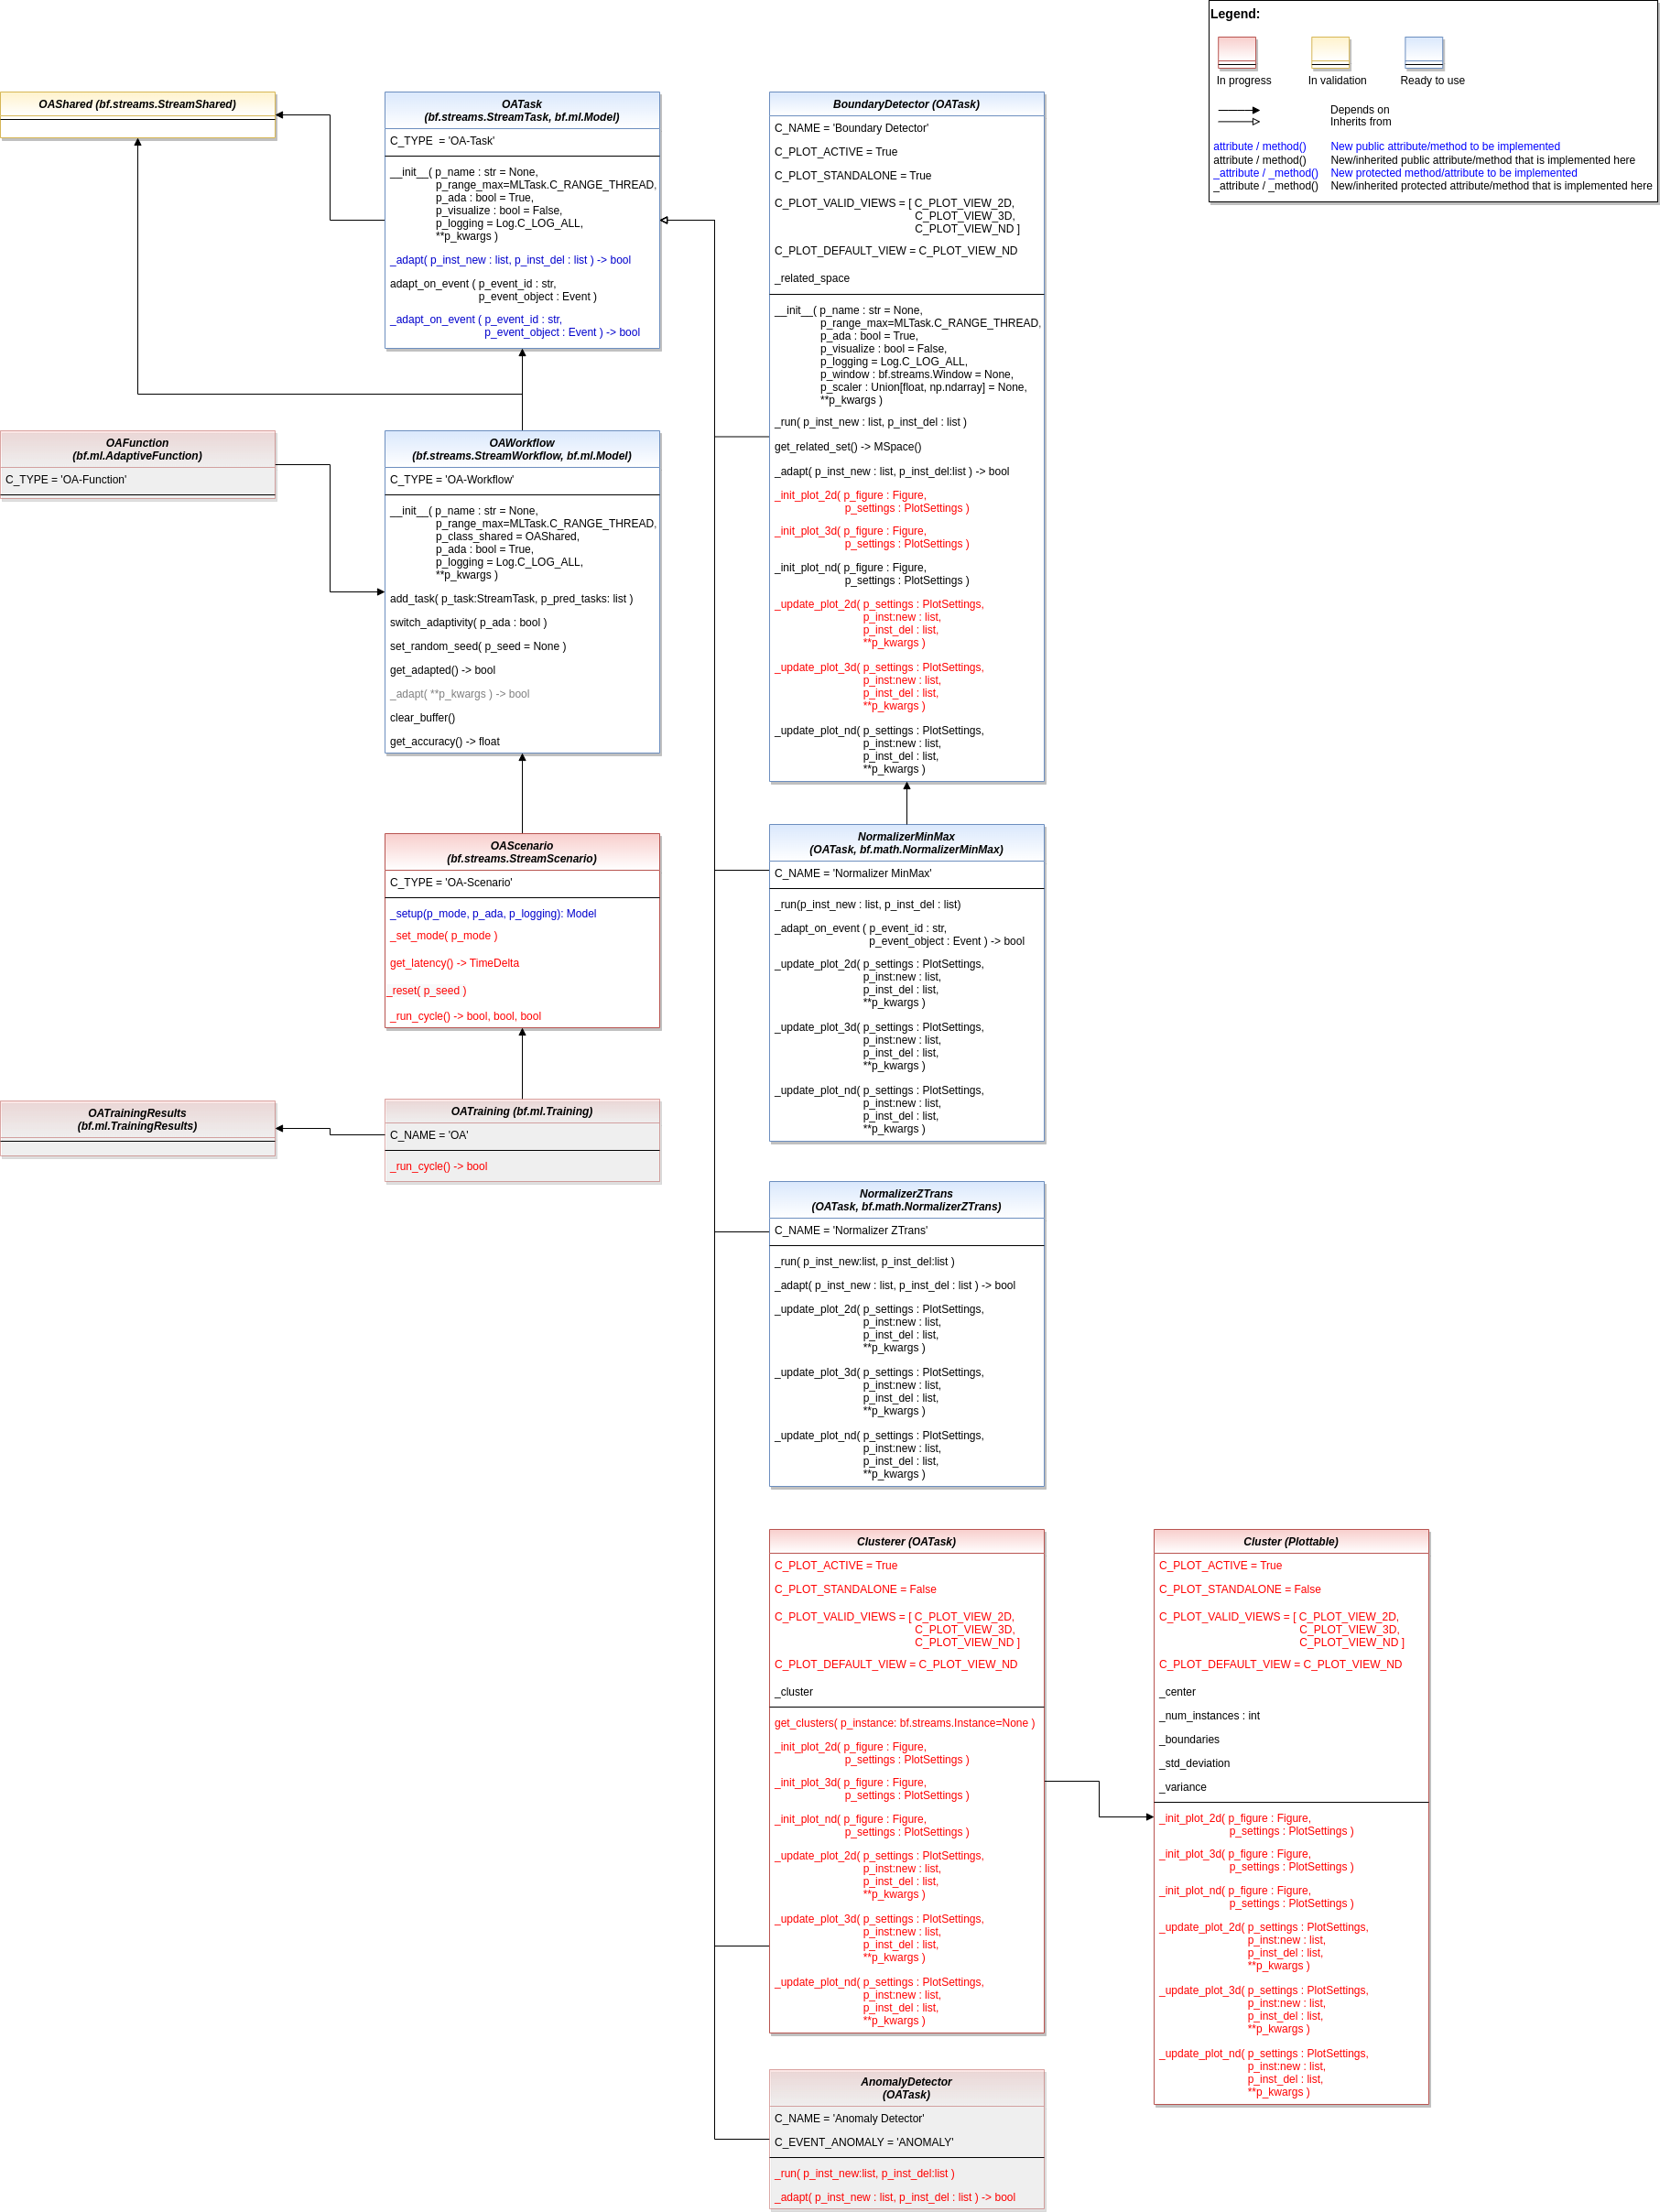 Legend:
In progress
In validation
Ready to use
Depends on
Inherits from
attribute / method() New public attribute/method to be implemented
attribute / method() New/inherited public attribute/method that is implemented here
_attribute / _method() New protected method/attribute to be implemented
_attribute / _method() New/inherited protected attribute/method that is implemented here
OAShared (bf.streams.StreamShared)
OATask
(bf.streams.StreamTask, bf.ml.Model)
C_TYPE = 'OA-Task'
__init__( p_name : str = None,
p_range_max=MLTask.C_RANGE_THREAD,
p_ada : bool = True,
p_visualize : bool = False,
p_logging = Log.C_LOG_ALL,
**p_kwargs )
_adapt( p_inst_new : list, p_inst_del : list ) -> bool
adapt_on_event ( p_event_id : str,
p_event_object : Event )
_adapt_on_event ( p_event_id : str,
p_event_object : Event ) -> bool
OAFunction
(bf.ml.AdaptiveFunction)
C_TYPE = 'OA-Function'
OAWorkflow
(bf.streams.StreamWorkflow, bf.ml.Model)
C_TYPE = 'OA-Workflow'
__init__( p_name : str = None,
p_range_max=MLTask.C_RANGE_THREAD,
p_class_shared = OAShared,
p_ada : bool = True,
p_logging = Log.C_LOG_ALL,
**p_kwargs )
add_task( p_task:StreamTask, p_pred_tasks: list )
switch_adaptivity( p_ada : bool )
set_random_seed( p_seed = None )
get_adapted() -> bool
_adapt( **p_kwargs ) -> bool
clear_buffer()
get_accuracy() -> float
OAScenario
(bf.streams.StreamScenario)
C_TYPE = 'OA-Scenario'
_setup(p_mode, p_ada, p_logging): Model
_set_mode( p_mode )
get_latency() -> TimeDelta
_reset( p_seed )
_run_cycle() -> bool, bool, bool
OATrainingResults
(bf.ml.TrainingResults)
OATraining (bf.ml.Training)
C_NAME = 'OA'
_run_cycle() -> bool
BoundaryDetector (OATask)
C_NAME = 'Boundary Detector'
C_PLOT_ACTIVE = True
C_PLOT_STANDALONE = True
C_PLOT_VALID_VIEWS = [ C_PLOT_VIEW_2D,
C_PLOT_VIEW_3D,
C_PLOT_VIEW_ND ]
C_PLOT_DEFAULT_VIEW = C_PLOT_VIEW_ND
_related_space
__init__( p_name : str = None,
p_range_max=MLTask.C_RANGE_THREAD,
p_ada : bool = True,
p_visualize : bool = False,
p_logging = Log.C_LOG_ALL,
p_window : bf.streams.Window = None,
p_scaler : Union[float, np.ndarray] = None,
**p_kwargs )
_run( p_inst_new : list, p_inst_del : list )
get_related_set() -> MSpace()
_adapt( p_inst_new : list, p_inst_del:list ) -> bool
_init_plot_2d( p_figure : Figure,
p_settings : PlotSettings )
_init_plot_3d( p_figure : Figure,
p_settings : PlotSettings )
_init_plot_nd( p_figure : Figure,
p_settings : PlotSettings )
_update_plot_2d( p_settings : PlotSettings,
p_inst:new : list,
p_inst_del : list,
**p_kwargs )
_update_plot_3d( p_settings : PlotSettings,
p_inst:new : list,
p_inst_del : list,
**p_kwargs )
_update_plot_nd( p_settings : PlotSettings,
p_inst:new : list,
p_inst_del : list,
**p_kwargs )
NormalizerMinMax
(OATask, bf.math.NormalizerMinMax)
C_NAME = 'Normalizer MinMax'
_run(p_inst_new : list, p_inst_del : list)
_adapt_on_event ( p_event_id : str,
p_event_object : Event ) -> bool
_update_plot_2d( p_settings : PlotSettings,
p_inst:new : list,
p_inst_del : list,
**p_kwargs )
_update_plot_3d( p_settings : PlotSettings,
p_inst:new : list,
p_inst_del : list,
**p_kwargs )
_update_plot_nd( p_settings : PlotSettings,
p_inst:new : list,
p_inst_del : list,
**p_kwargs )
NormalizerZTrans
(OATask, bf.math.NormalizerZTrans)
C_NAME = 'Normalizer ZTrans'
_run( p_inst_new:list, p_inst_del:list )
_adapt( p_inst_new : list, p_inst_del : list ) -> bool
_update_plot_2d( p_settings : PlotSettings,
p_inst:new : list,
p_inst_del : list,
**p_kwargs )
_update_plot_3d( p_settings : PlotSettings,
p_inst:new : list,
p_inst_del : list,
**p_kwargs )
_update_plot_nd( p_settings : PlotSettings,
p_inst:new : list,
p_inst_del : list,
**p_kwargs )
Clusterer (OATask)
C_PLOT_ACTIVE = True
C_PLOT_STANDALONE = False
C_PLOT_VALID_VIEWS = [ C_PLOT_VIEW_2D,
C_PLOT_VIEW_3D,
C_PLOT_VIEW_ND ]
C_PLOT_DEFAULT_VIEW = C_PLOT_VIEW_ND
_cluster
get_clusters( p_instance: bf.streams.Instance=None )
_init_plot_2d( p_figure : Figure,
p_settings : PlotSettings )
_init_plot_3d( p_figure : Figure,
p_settings : PlotSettings )
_init_plot_nd( p_figure : Figure,
p_settings : PlotSettings )
_update_plot_2d( p_settings : PlotSettings,
p_inst:new : list,
p_inst_del : list,
**p_kwargs )
_update_plot_3d( p_settings : PlotSettings,
p_inst:new : list,
p_inst_del : list,
**p_kwargs )
_update_plot_nd( p_settings : PlotSettings,
p_inst:new : list,
p_inst_del : list,
**p_kwargs )
Cluster (Plottable)
C_PLOT_ACTIVE = True
C_PLOT_STANDALONE = False
C_PLOT_VALID_VIEWS = [ C_PLOT_VIEW_2D,
C_PLOT_VIEW_3D,
C_PLOT_VIEW_ND ]
C_PLOT_DEFAULT_VIEW = C_PLOT_VIEW_ND
_center
_num_instances : int
_boundaries
_std_deviation
_variance
_init_plot_2d( p_figure : Figure,
p_settings : PlotSettings )
_init_plot_3d( p_figure : Figure,
p_settings : PlotSettings )
_init_plot_nd( p_figure : Figure,
p_settings : PlotSettings )
_update_plot_2d( p_settings : PlotSettings,
p_inst:new : list,
p_inst_del : list,
**p_kwargs )
_update_plot_3d( p_settings : PlotSettings,
p_inst:new : list,
p_inst_del : list,
**p_kwargs )
_update_plot_nd( p_settings : PlotSettings,
p_inst:new : list,
p_inst_del : list,
**p_kwargs )
AnomalyDetector
(OATask)
C_NAME = 'Anomaly Detector'
C_EVENT_ANOMALY = 'ANOMALY'
_run( p_inst_new:list, p_inst_del:list )
_adapt( p_inst_new : list, p_inst_del : list ) -> bool